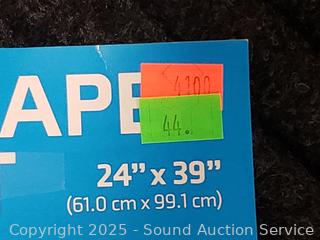 4100
APE
44.
24” x 39”
(61.0 cm x 99.1 cm)
Copyright 2025 - Sound Auction Service